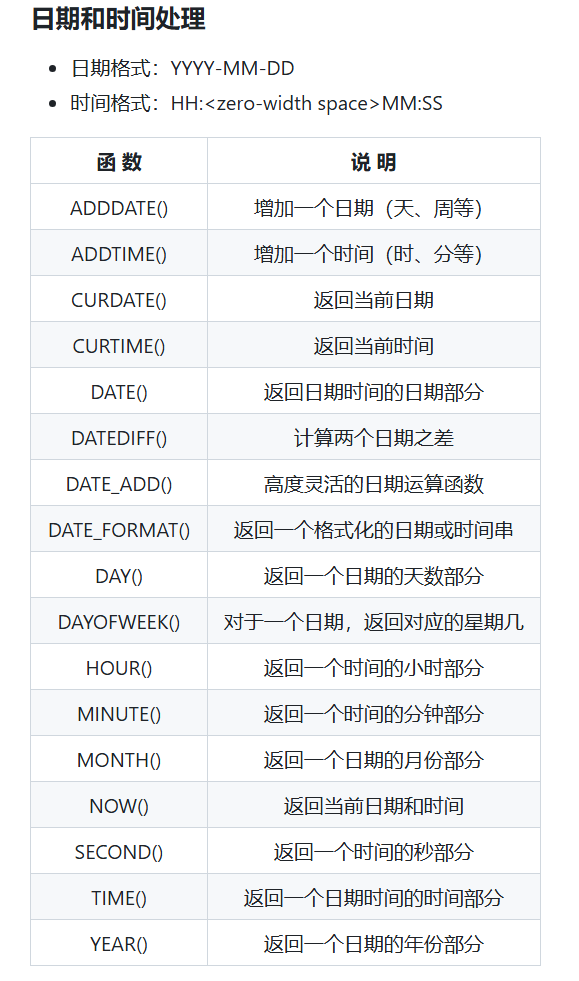 日期和时间处理
日期格式：YYYY-MM-DD
时间格式：HH:<zero-width space>MM:SS
函 数 说 明
ADDDATE() 增加一个日期（天、周等）
ADDTIME() 增加一个时间（时、分等）
CURDATE() 返回当前日期
CURTIME() 返回当前时间
DATE() 返回日期时间的日期部分
DATEDIFF() 计算两个日期之差
DATE_ADD() 高度灵活的日期运算函数
DATE_FORMAT() 返回一个格式化的日期或时间串
DAY() 返回一个日期的天数部分
DAYOFWEEK() 对于一个日期，返回对应的星期几
HOUR() 返回一个时间的小时部分
MINUTE() 返回一个时间的分钟部分
MONTH() 返回一个日期的月份部分
NOW() 返回当前日期和时间
SECOND() 返回一个时间的秒部分
TIME() 返回一个日期时间的时间部分
YEAR() 返回一个日期的年份部分